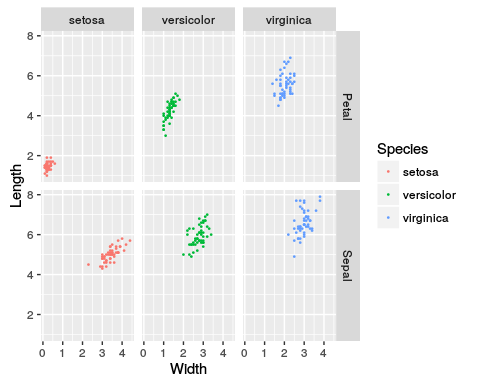 setosa versicolor virginica
8
6
4
2
Petal
8
6
4
2
Sepal
Length
0 1 2 3 4 0 1 2 3 4 0 1 2 3 4
Width
Species
setosa
versicolor
virginica